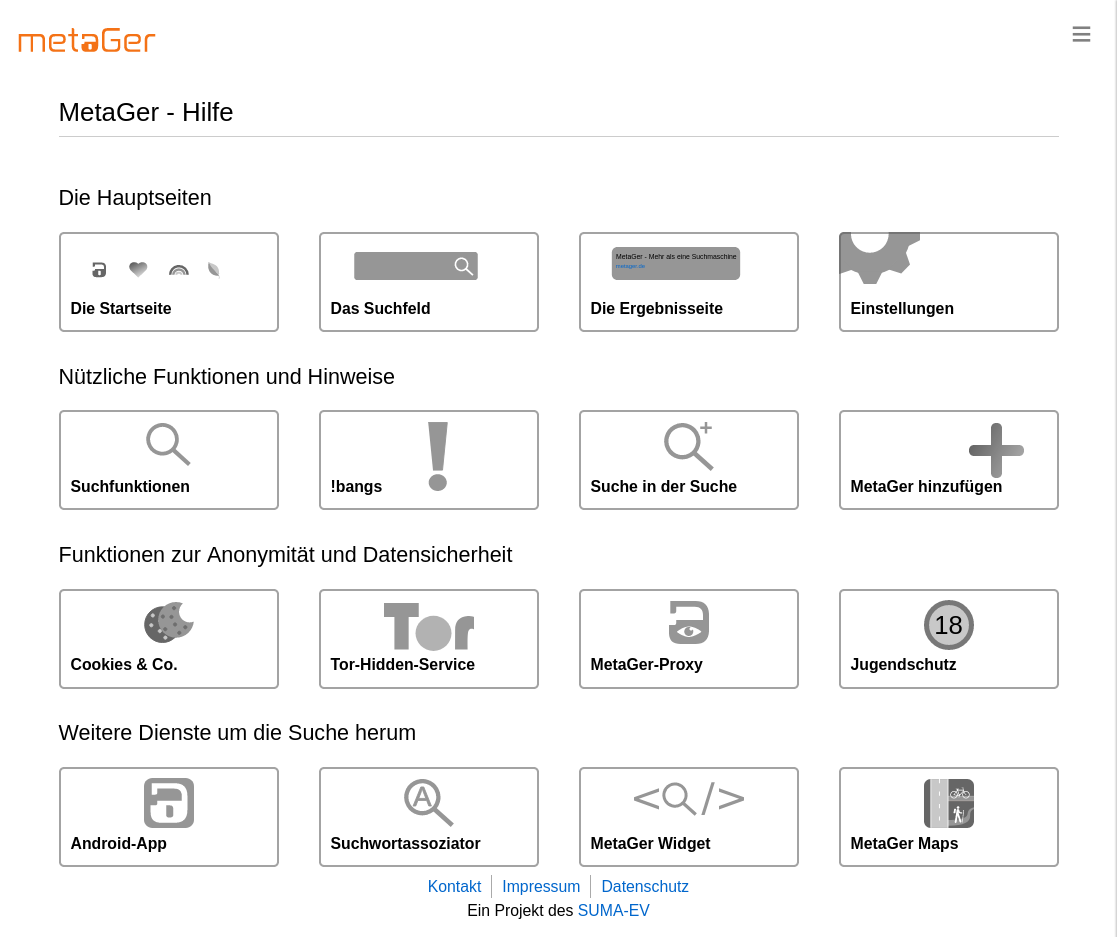 metaGer
MetaGer - Hilfe
Die Hauptseiten
Die Startseite
Das Suchfeld
MetaGer - Mehr als eine Suchmaschine
metager.de
Die Ergebnisseite
Einstellungen
Nützliche Funktionen und Hinweise
Suchfunktionen
!
!bangs
Suche in der Suche
MetaGer hinzufügen
Funktionen zur Anonymität und Datensicherheit
Cookies & Co.
Tor
Tor-Hidden-Service
MetaGer-Proxy
18
Jugendschutz
Weitere Dienste um die Suche herum
Android-App
A
Suchwortassoziator
< />
MetaGer Widget
MetaGer Maps
Kontakt Impressum Datenschutz
Ein Projekt des SUMA-EV